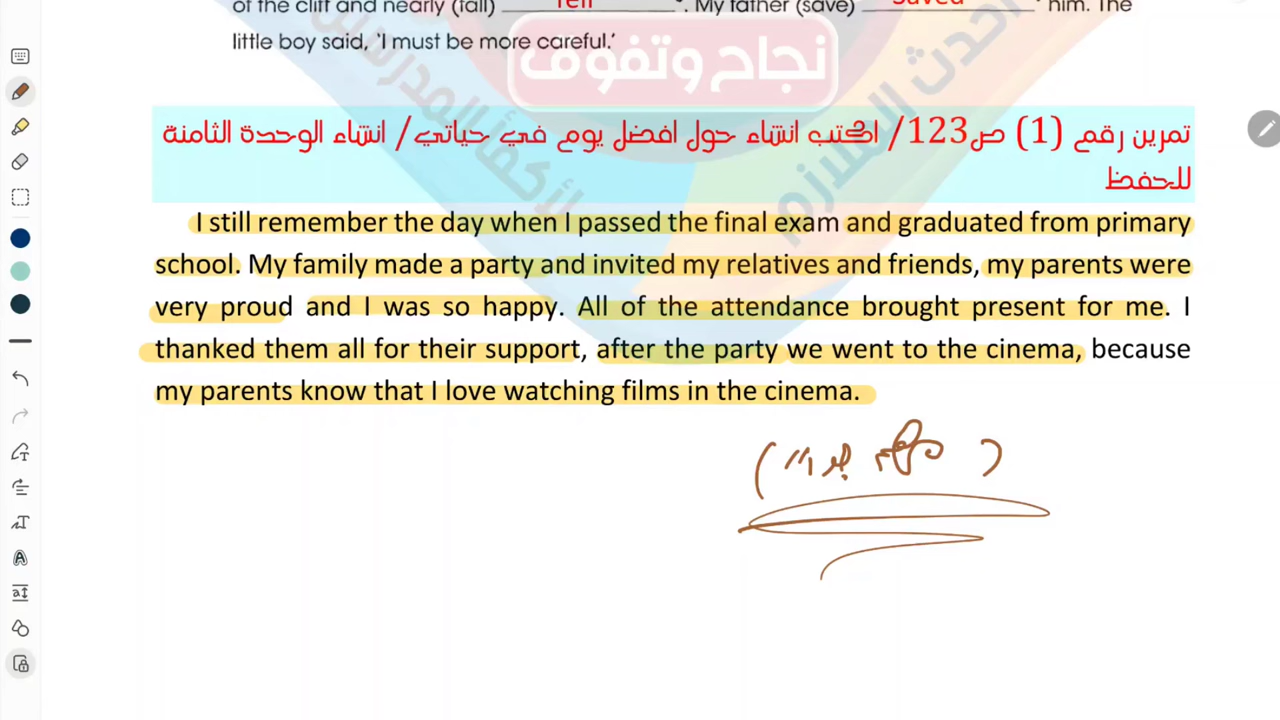 of the cliff and nearly (fall) fell . My father (save) saved him. The
little boy said, 'I must be more careful.'
نجاح وتفوق
أحدث الملازم
لأكفأ المدرسين
تمرين رقم (1) ص123/ اكتب انشاء حول افضل يوم في حياتي/ انشاء الوحدة الثامنة
للحفظ
I still remember the day when I passed the final exam and graduated from primary
school. My family made a party and invited my relatives and friends, my parents were
very proud and I was so happy. All of the attendance brought present for me. I
thanked them all for their support, after the party we went to the cinema, because
my parents know that I love watching films in the cinema.